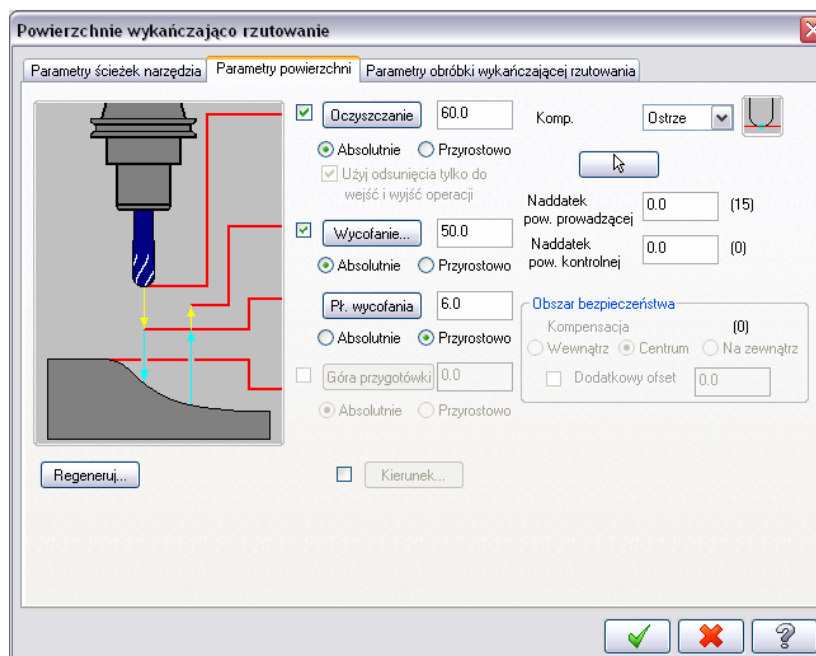 Powierzchnie wykańczająco rzutowanie
Parametry ścieżek narzędzia
Parametry powierzchni
Parametry obróbki wykańczającej rzutowania
Oczyszczanie 60.0
Absolutnie Przyrostowo
Użyj odsunięcia tylko do
wejść i wyjść operacji
Wycofanie... 50.0
Absolutnie Przyrostowo
Pł. wycofania 6.0
Absolutnie Przyrostowo
Góra przygotówki 0.0
Absolutnie Przyrostowo
Komp. Ostrze
Naddatek
pow. prowadzącej 0.0 (15)
Naddatek
pow. kontrolnej 0.0 (0)
Obszar bezpieczeństwa
Kompensacja (0)
Wewnątrz Centrum Na zewnątrz
Dodatkowy ofset 0.0
Regeneruj...
Kierunek...